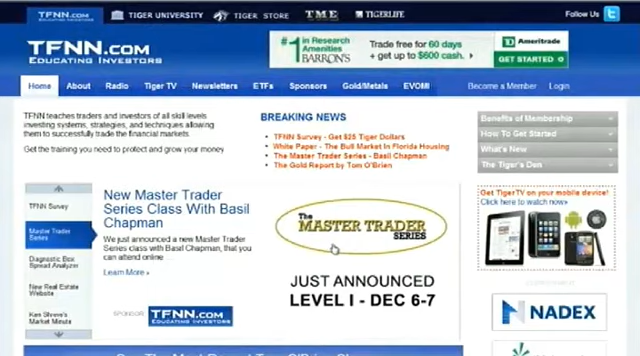 TFNN.COM
TIGER UNIVERSITY
TIGER STORE
TME
TIGERLIFE
Follow Us
TFNN.COM
EDUCATING INVESTORS
#1 in Research
Amenities
BARRON'S
Trade free for 60 days
+ get up to $600 cash.
TD Ameritrade
GET STARTED
Home
About
Radio
Tiger TV
Newsletters
ETFs
Sponsors
Gold/Metals
EVOMI
Become a Member
Login
TFNN teaches traders and investors of all skill levels
investing systems, strategies, and techniques allowing
them to successfully trade the financial markets.
Get the training you need to protect and grow your money
BREAKING NEWS
TFNN Survey - Get $25 Tiger Dollars
White Paper - The Bull Market In Florida Housing
The Master Trader Series - Basil Chapman
The Gold Report by Tom O'Brien
Benefits of Membership
How To Get Started
What's New
The Tiger's Den
TFNN Survey
Master Trader
Series
Diagnostic Box
Spread Analyzer
New Real Estate
Website
Ken Shreve's
Market Minute
New Master Trader
Series Class With Basil
Chapman
We just announced a new Master Trader
Series class with Basil Chapman, that you
can attend online ...
Learn More
SPONSOR
TFNN.COM
EDUCATING INVESTORS
The
MASTER TRADER
SERIES
JUST ANNOUNCED
LEVEL I - DEC 6-7
Get TigerTV on your mobile device!
Click here to watch now>
NADEX